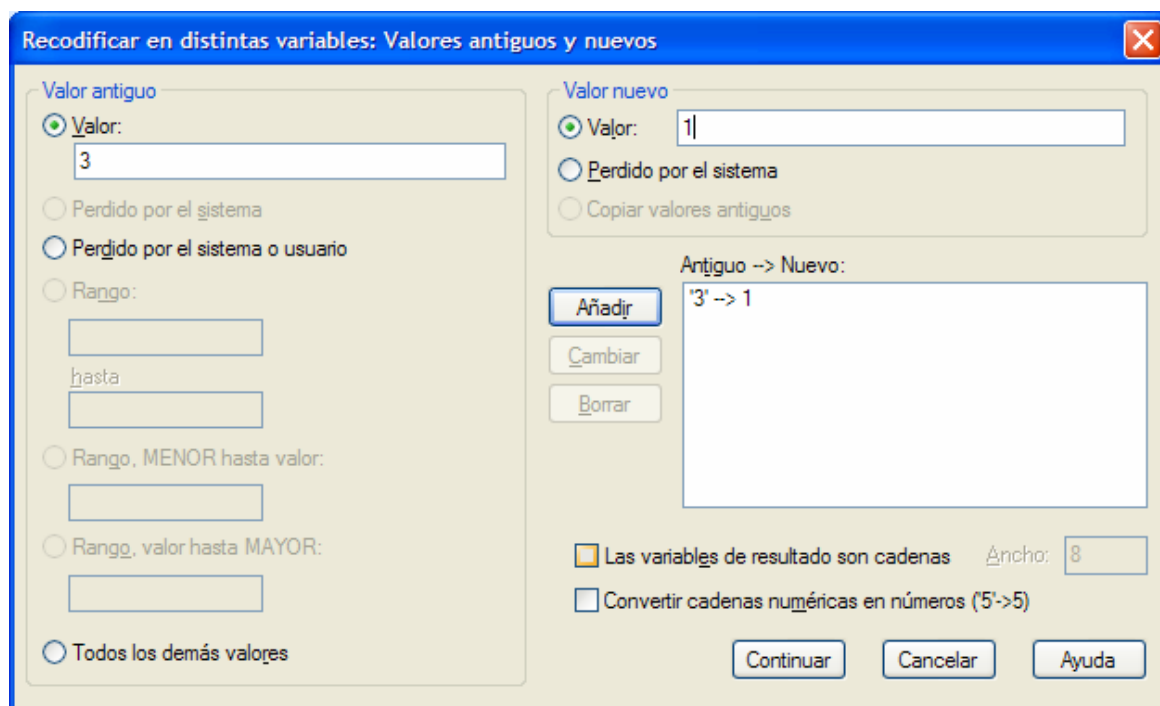 Recodificar en distintas variables: Valores antiguos y nuevos
Valor antiguo
Valor:
3
Perdido por el sistema
Perdido por el sistema o usuario
Rango:
hasta
Rango, MENOR hasta valor:
Rango, valor hasta MAYOR:
Todos los demás valores
Valor nuevo
Valor:
1
Perdido por el sistema
Copiar valores antiguos
Antiguo --> Nuevo:
'3' --> 1
Añadir
Cambiar
Borrar
Las variables de resultado son cadenas
Ancho:
8
Convertir cadenas numéricas en números ('5'->5)
Continuar
Cancelar
Ayuda